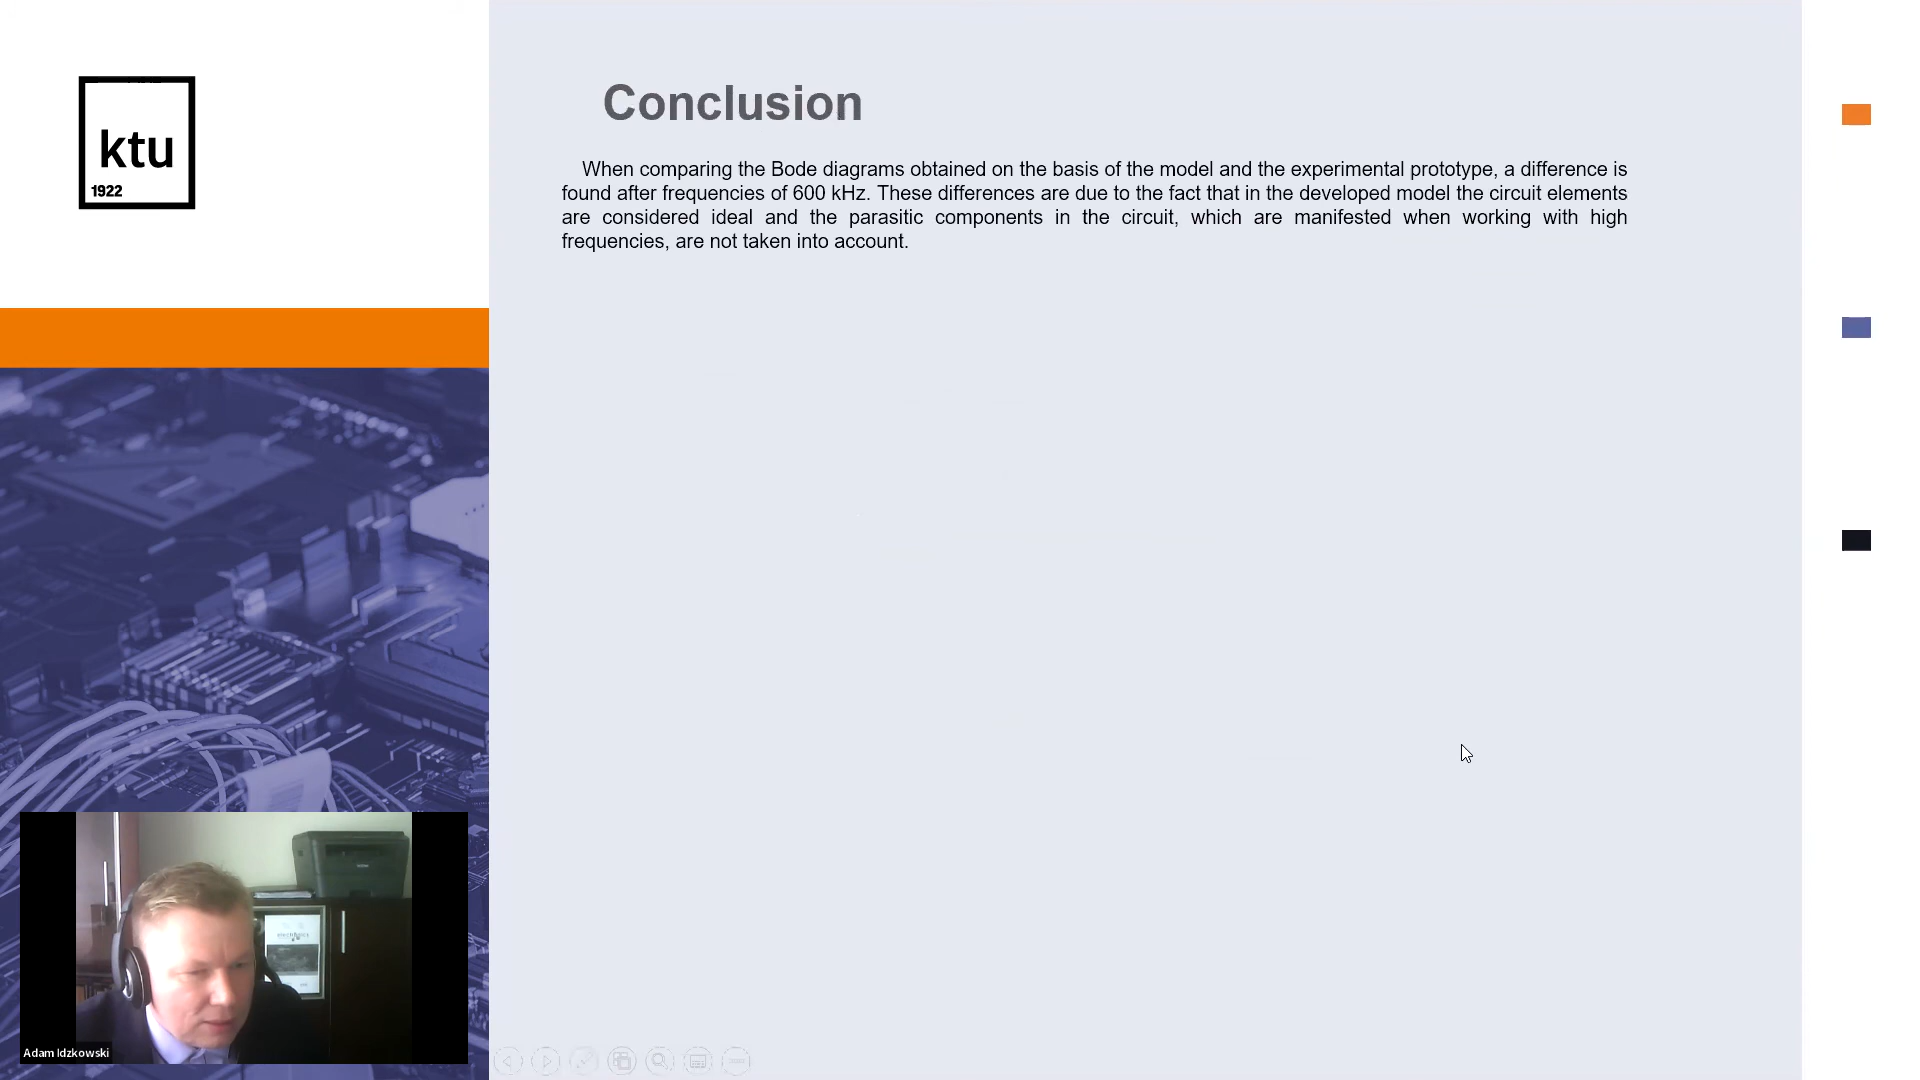 ktu
1922
Conclusion
When comparing the Bode diagrams obtained on the basis of the model and the experimental prototype, a difference is
found after frequencies of 600 kHz. These differences are due to the fact that in the developed model the circuit elements
are considered ideal and the parasitic components in the circuit, which are manifested when working with high
frequencies, are not taken into account.
Adam Idzkowski